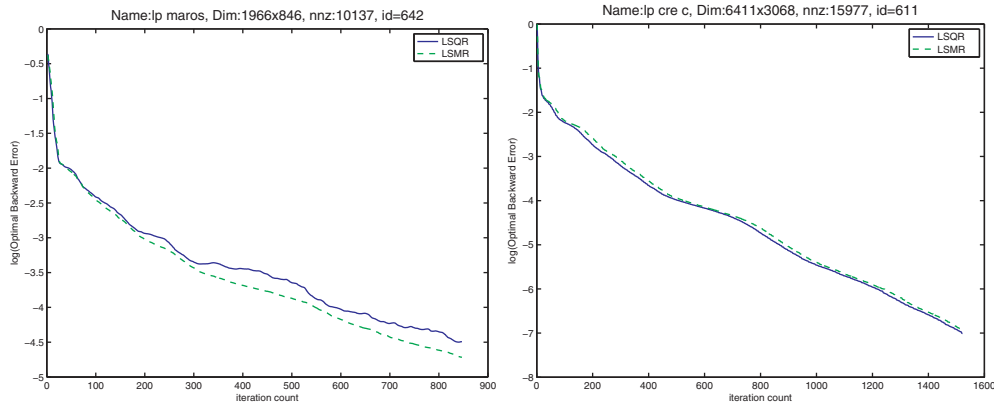 Name:lp maros, Dim:1966x846, nnz:10137, id=642
LSQR
LSMR
log(Optimal Backward Error)
0
−0.5
−1
−1.5
−2
−2.5
−3
−3.5
−4
−4.5
−5
0 100 200 300 400 500 600 700 800 900
iteration count
Name:lp cre c, Dim:6411x3068, nnz:15977, id=611
LSQR
LSMR
log(Optimal Backward Error)
0
−1
−2
−3
−4
−5
−6
−7
−8
0 200 400 600 800 1000 1200 1400 1600
iteration count